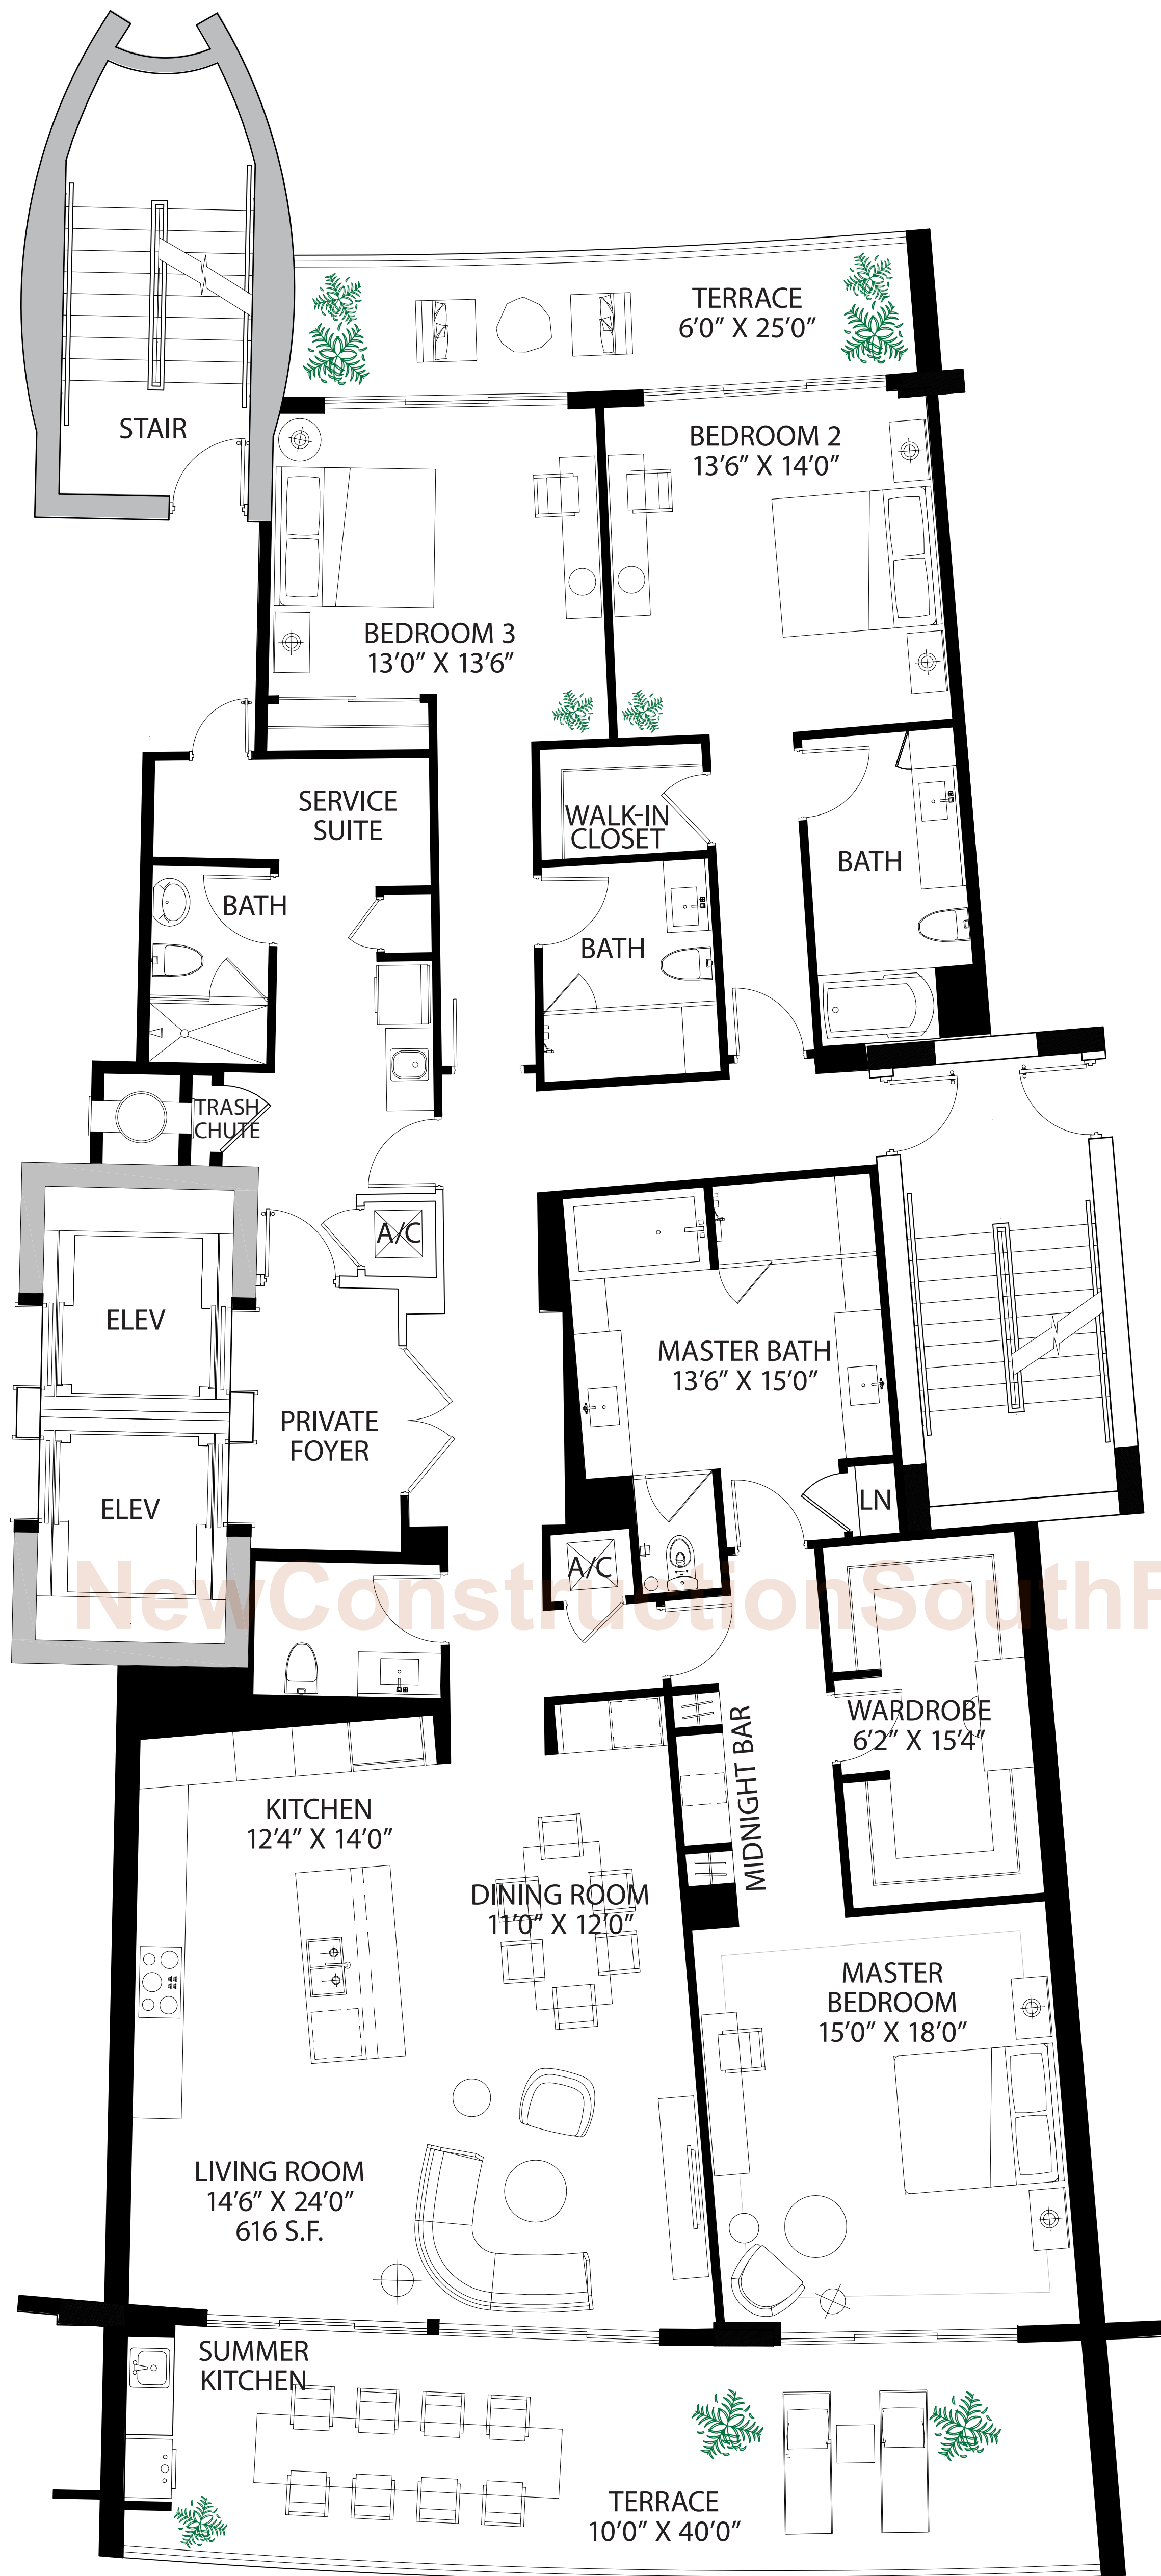 TERRACE
6'0" X 25'0"
STAIR
BEDROOM 2
13'6" X 14'0"
BEDROOM 3
13'0" X 13'6"
SERVICE
SUITE
WALK-IN
CLOSET
BATH
BATH
BATH
TRASH
CHUTE
A/C
ELEV
MASTER BATH
13'6" X 15'0"
PRIVATE
FOYER
ELEV
LN
A/C
NewConstructionSouthF
WARDROBE
6'2" X 15'4"
MIDNIGHT BAR
KITCHEN
12'4" X 14'0"
DINING ROOM
11'0" X 12'0"
MASTER
BEDROOM
15'0" X 18'0"
LIVING ROOM
14'6" X 24'0"
616 S.F.
SUMMER
KITCHEN
TERRACE
10'0" X 40'0"